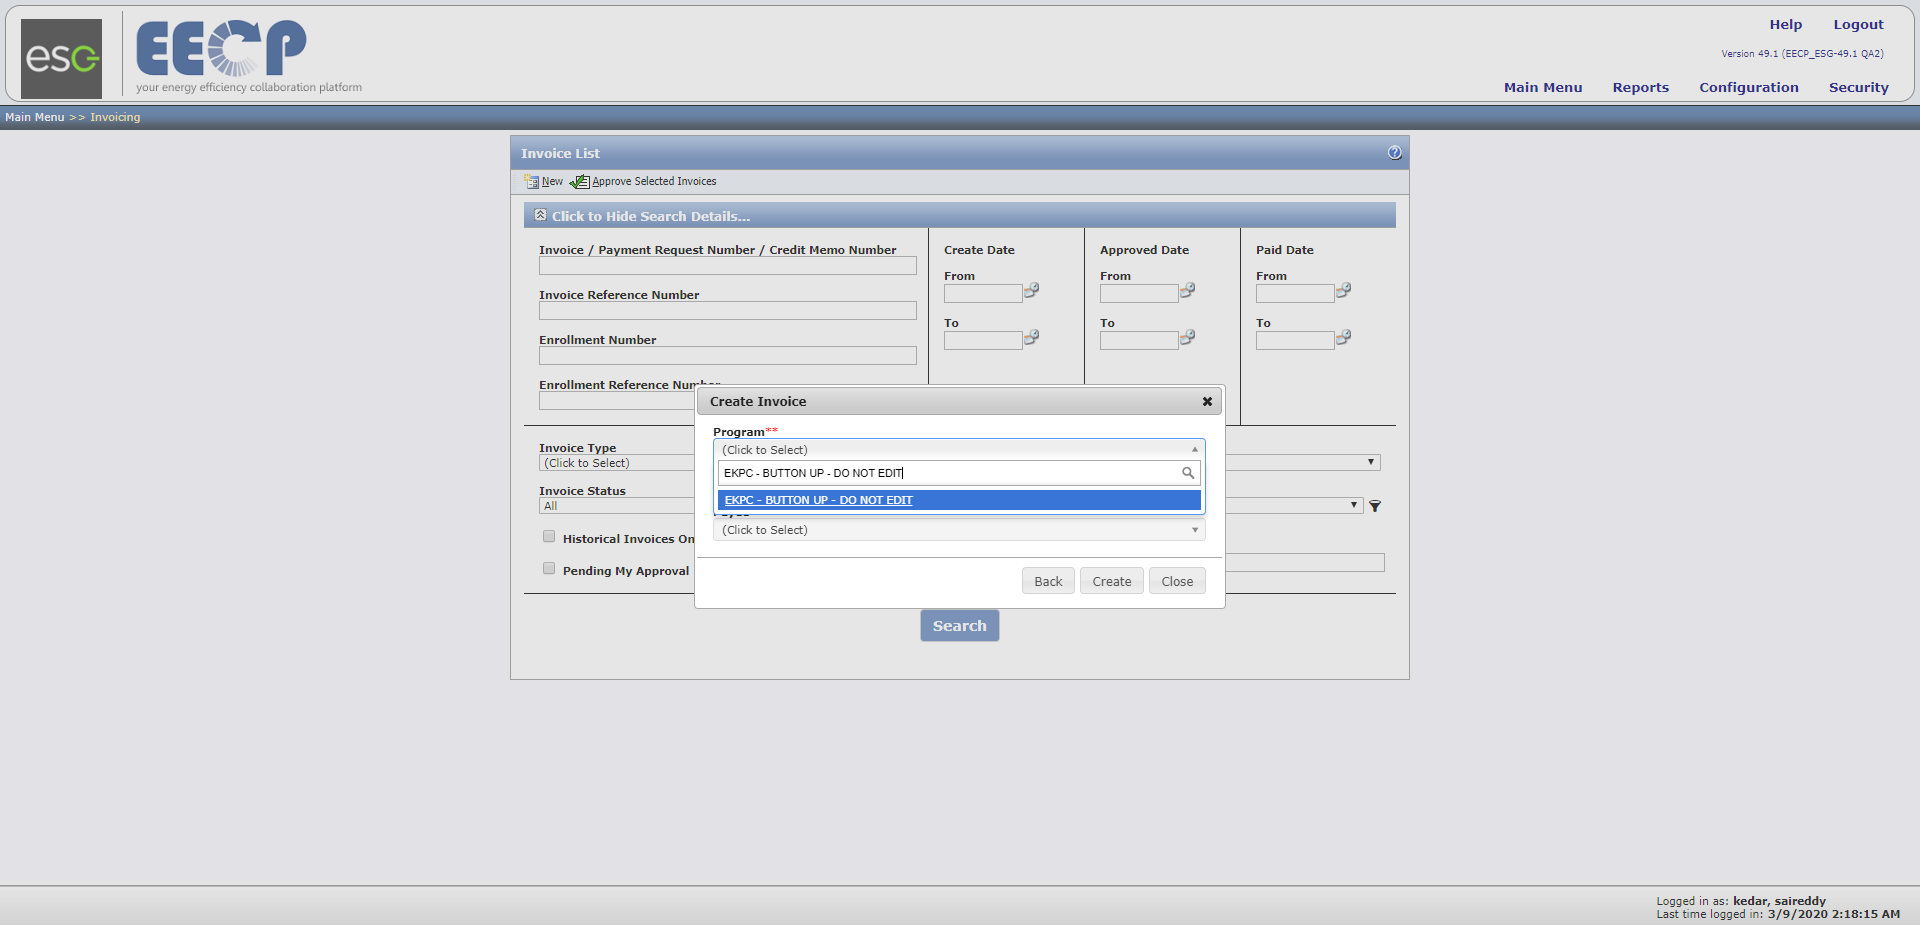 esg
EECP
your energy efficiency collaboration platform
Help Logout
Version 49.1 (EECP_ESG-49.1 QA2)
Main Menu Reports Configuration Security
Main Menu >> Invoicing
Invoice List
New Approve Selected Invoices
Click to Hide Search Details...
Invoice / Payment Request Number / Credit Memo Number
Create Date Approved Date Paid Date
From From From
Invoice Reference Number
To To To
Enrollment Number
Enrollment Reference Number
Create Invoice
Program**
(Click to Select)
EKPC - BUTTON UP - DO NOT EDIT
EKPC - BUTTON UP - DO NOT EDIT
(Click to Select)
Back Create Close
Invoice Type
(Click to Select)
Invoice Status
All
Historical Invoices On
Pending My Approval
Search
Logged in as: kedar, saireddy
Last time logged in: 3/9/2020 2:18:15 AM